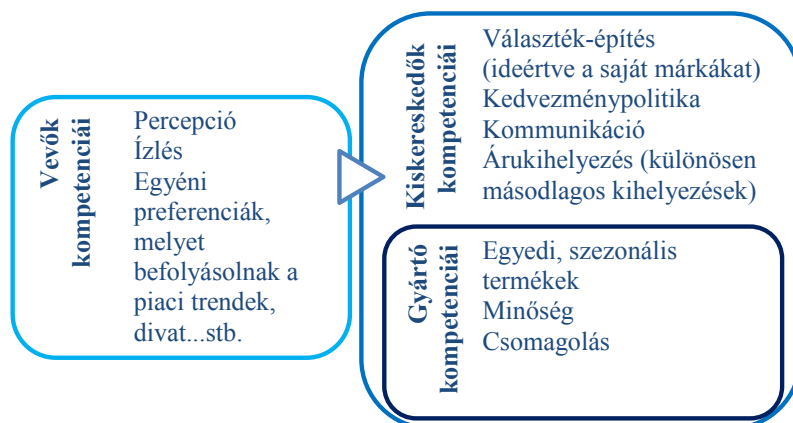 Vevők
kompetenciái
Percepció
Ízlés
Egyéni
preferenciák,
melyet
befolyásolnak a
piaci trendek,
divat...stb.
Kiskereskedők
kompetenciái
Választék-építés
(ideértve a saját márkákat)
Kedvezménypolitika
Kommunikáció
Árukihelyezés (különösen
másodlagos kihelyezések)
Gyártó
kompetenciái
Egyedi, szezonális
termékek
Minőség
Csomagolás